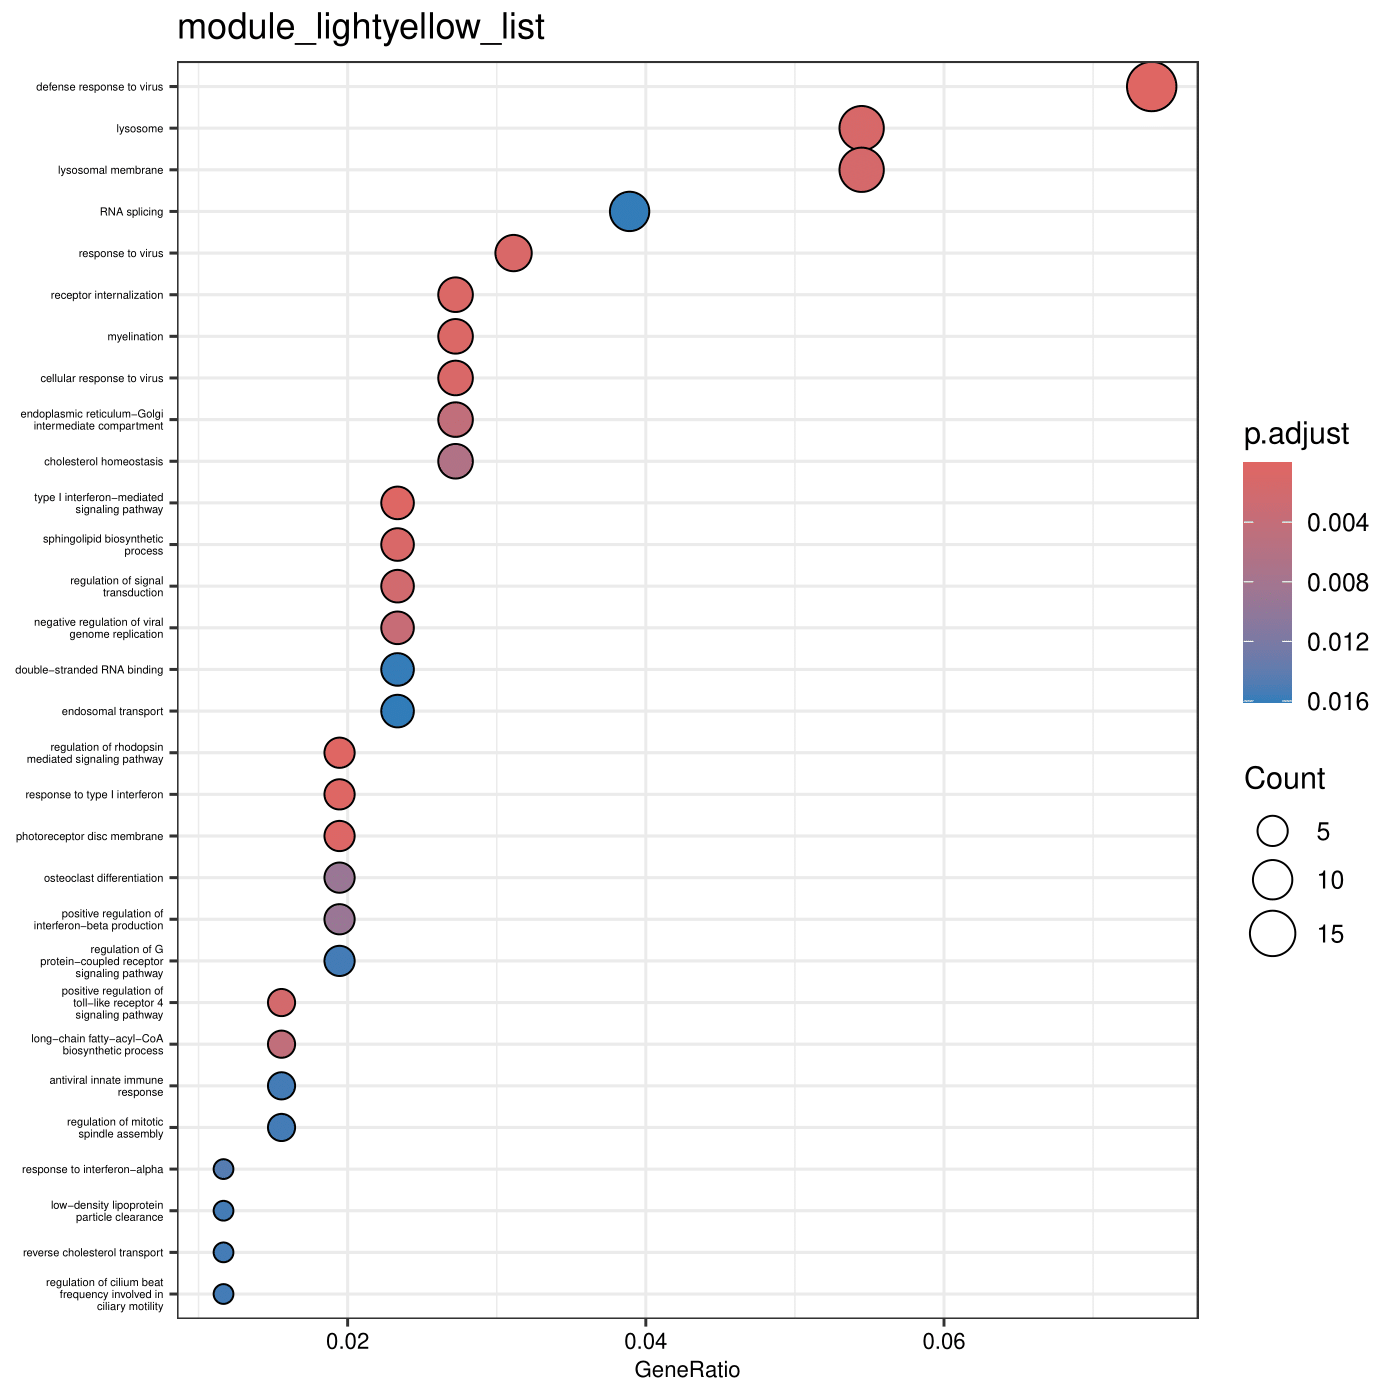 module_lightyellow_list
defense response to virus
lysosome
lysosomal membrane
RNA splicing
response to virus
receptor internalization
myelination
cellular response to virus
endoplasmic reticulum−Golgi
intermediate compartment
cholesterol homeostasis
type I interferon−mediated
signaling pathway
sphingolipid biosynthetic
process
regulation of signal
transduction
negative regulation of viral
genome replication
double−stranded RNA binding
endosomal transport
regulation of rhodopsin
mediated signaling pathway
response to type I interferon
photoreceptor disc membrane
osteoclast differentiation
positive regulation of
interferon−beta production
regulation of G
protein−coupled receptor
signaling pathway
positive regulation of
toll−like receptor 4
signaling pathway
long−chain fatty−acyl−CoA
biosynthetic process
antiviral innate immune
response
regulation of mitotic
spindle assembly
response to interferon−alpha
low−density lipoprotein
particle clearance
reverse cholesterol transport
regulation of cilium beat
frequency involved in
ciliary motility
0.02
0.04
0.06
GeneRatio
p.adjust
0.004
0.008
0.012
0.016
Count
5
10
15